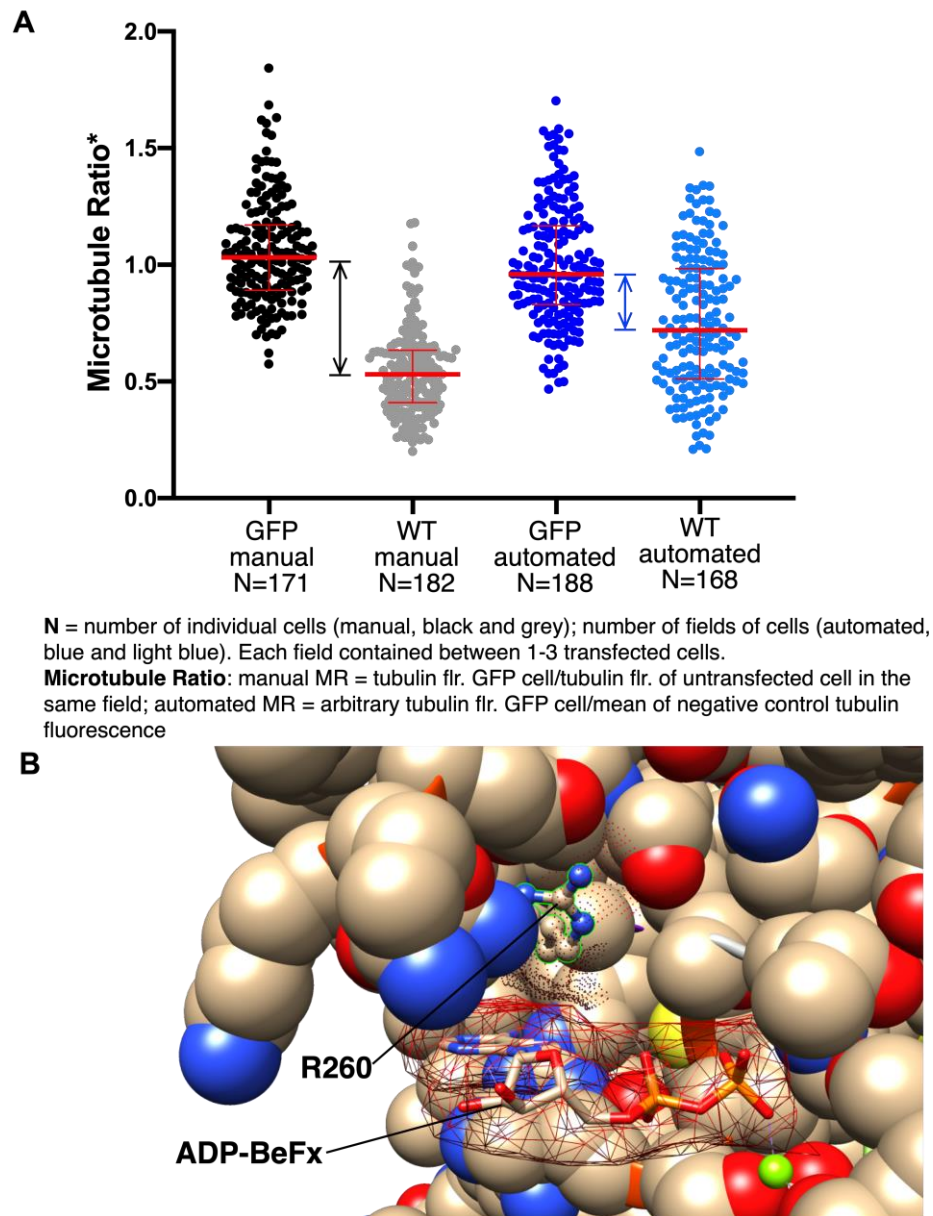 A
2.0
1.5
1.0
0.5
0.0
Microtubule Ratio*
GFP
manual
N=171
WT
manual
N=182
GFP
automated
N=188
WT
automated
N=168
N = number of individual cells (manual, black and grey); number of fields of cells (automated,
blue and light blue). Each field contained between 1-3 transfected cells.
Microtubule Ratio: manual MR = tubulin flr. GFP cell/tubulin flr. of untransfected cell in the
same field; automated MR = arbitrary tubulin flr. GFP cell/mean of negative control tubulin
fluorescence
B
R260
ADP-BeFx